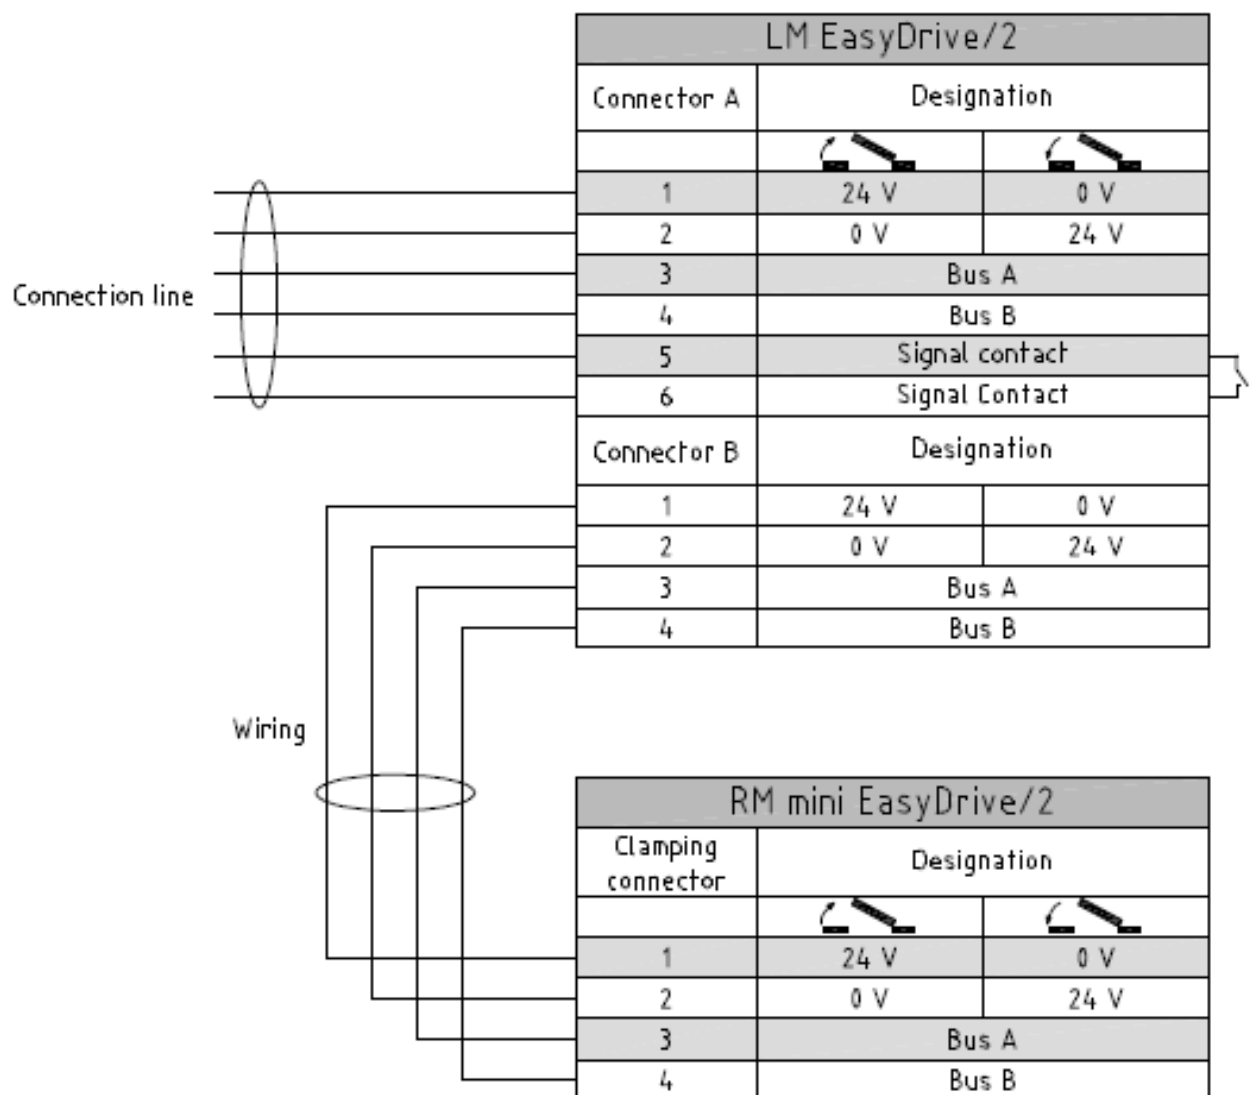 LM EasyDrive/2
Connector A Designation
1 24 V 0 V
2 0 V 24 V
3 Bus A
Connection line
4 Bus B
5 Signal contact
6 Signal Contact
Connector B Designation
1 24 V 0 V
2 0 V 24 V
3 Bus A
4 Bus B
Wiring
RM mini EasyDrive/2
Clamping
connector
Designation
1 24 V 0 V
2 0 V 24 V
3 Bus A
4 Bus B